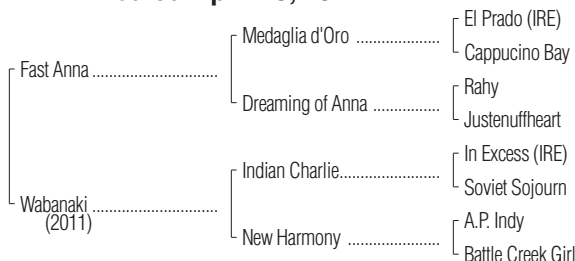 El Prado (IRE)
Medaglia d'Oro ....................
Cappucino Bay
Fast Anna ..............................
Rahy
Dreaming of Anna ................
Justenuffheart
In Excess (IRE)
Indian Charlie........................
Soviet Sojourn
Wabanaki ..............................
(2011)
A.P. Indy
New Harmony .....................
Battle Creek Girl